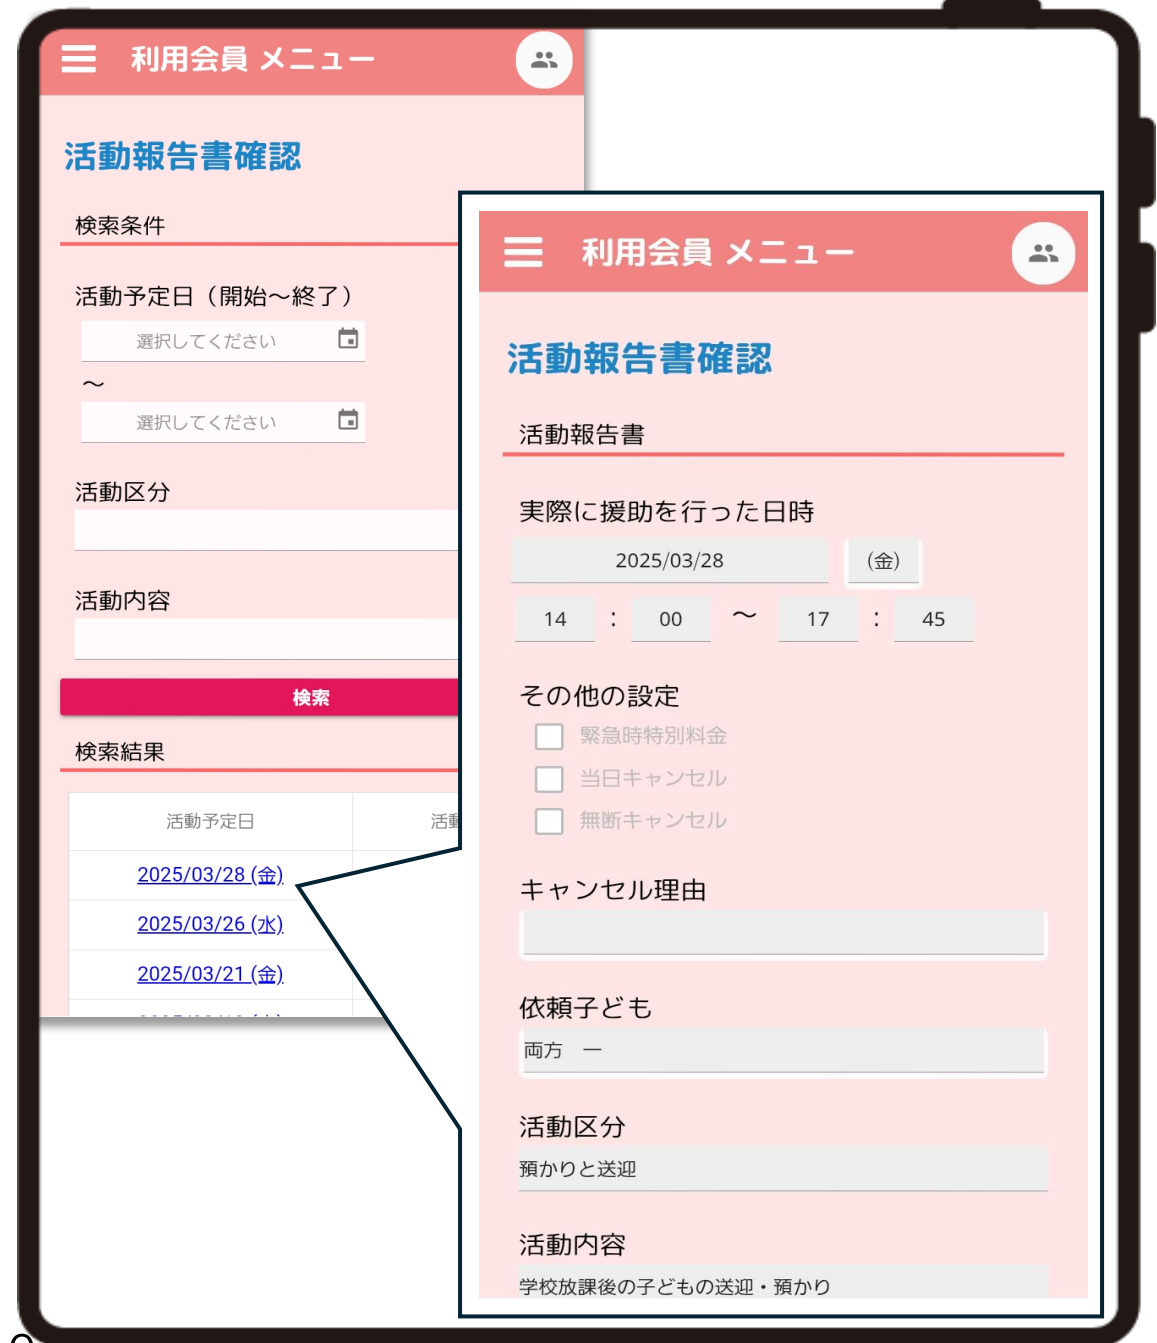 利用会員 メニュー
活動報告書確認
検索条件
活動予定日（開始～終了）
選択してください
～
選択してください
活動区分
活動内容
検索
検索結果
活動予定日
2025/03/28 (金)
2025/03/26 (水)
2025/03/21 (金)
利用会員 メニュー
活動報告書確認
活動報告書
実際に援助を行った日時
2025/03/28 (金)
14 : 00 ～ 17 : 45
その他の設定
緊急時特別料金
当日キャンセル
無断キャンセル
キャンセル理由
依頼子ども
両方 一
活動区分
預かりと送迎
活動内容
学校放課後の子どもの送迎・預かり